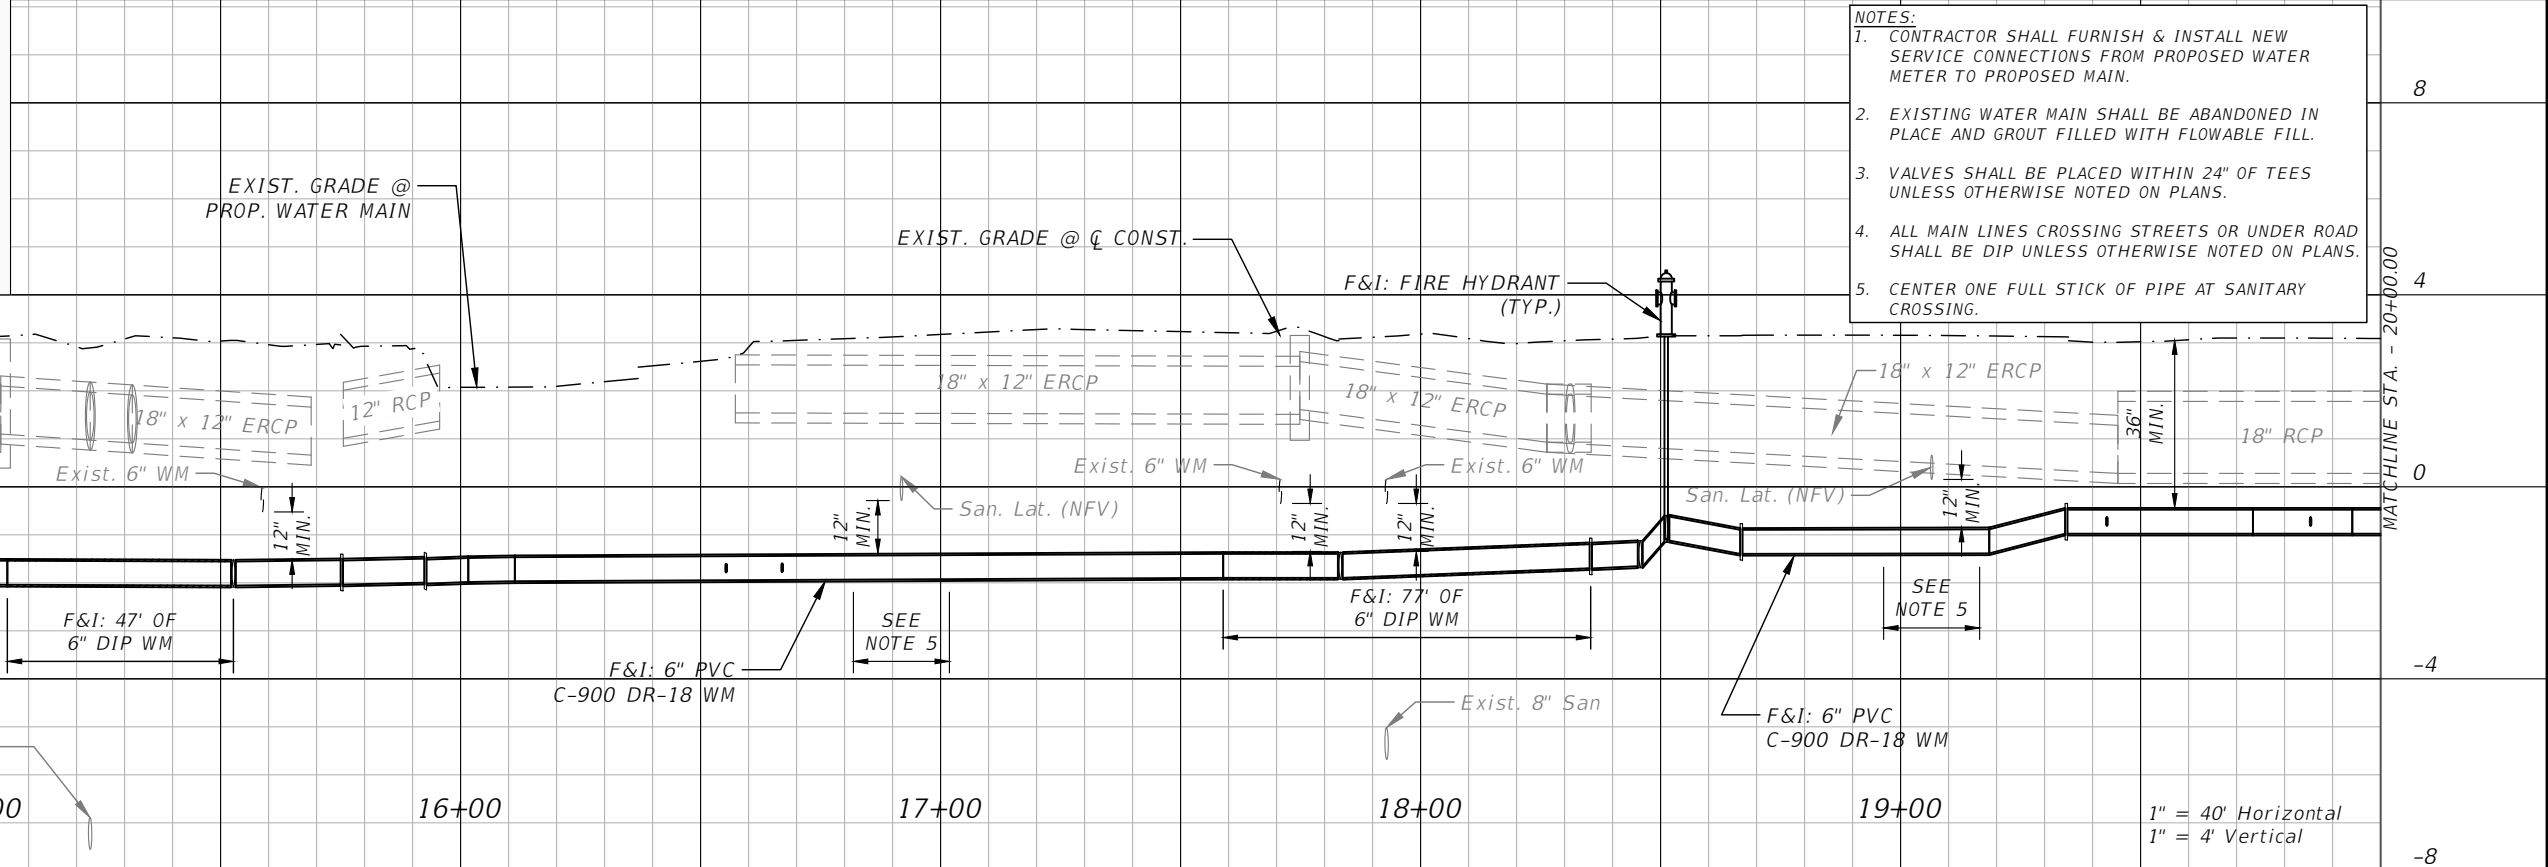 NOTES:
1. CONTRACTOR SHALL FURNISH & INSTALL NEW
SERVICE CONNECTIONS FROM PROPOSED WATER
METER TO PROPOSED MAIN.
2. EXISTING WATER MAIN SHALL BE ABANDONED IN
PLACE AND GROUT FILLED WITH FLOWABLE FILL.
3. VALVES SHALL BE PLACED WITHIN 24" OF TEES
UNLESS OTHERWISE NOTED ON PLANS.
4. ALL MAIN LINES CROSSING STREETS OR UNDER ROAD
SHALL BE DIP UNLESS OTHERWISE NOTED ON PLANS.
5. CENTER ONE FULL STICK OF PIPE AT SANITARY
CROSSING.
8
4
0
-4
-8
MATCHLINE STA. - 20+00.00
EXIST. GRADE @
PROP. WATER MAIN
EXIST. GRADE @ ℄ CONST.
F&I: FIRE HYDRANT
(TYP.)
18" x 12" ERCP
12" RCP
18" x 12" ERCP
18" x 12" ERCP
18" x 12" ERCP
18" RCP
36"
MIN.
Exist. 6" WM
12"
MIN.
12"
MIN.
San. Lat. (NFV)
Exist. 6" WM
12"
MIN.
Exist. 6" WM
12"
MIN.
San. Lat. (NFV)
12"
MIN.
F&I: 47' OF
6" DIP WM
F&I: 6" PVC
C-900 DR-18 WM
SEE
NOTE 5
F&I: 77' OF
6" DIP WM
SEE
NOTE 5
Exist. 8" San
F&I: 6" PVC
C-900 DR-18 WM
00
16+00
17+00
18+00
19+00
1" = 40' Horizontal
1" = 4' Vertical